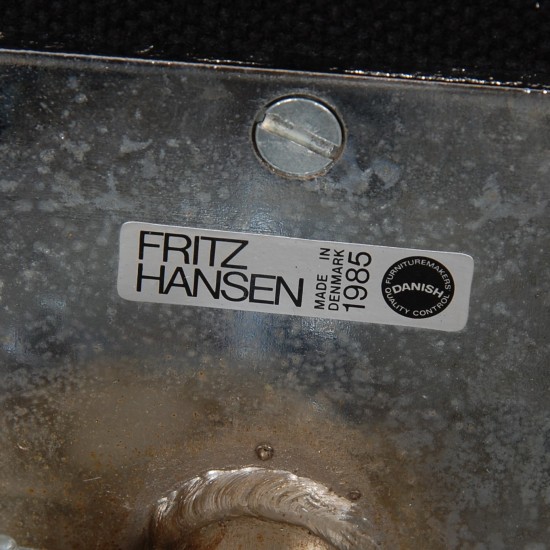 FRITZ
HANSEN
MADE IN
DENMARK
1985
FURNITUREMAKERS
DANISH
QUALITY CONTROL